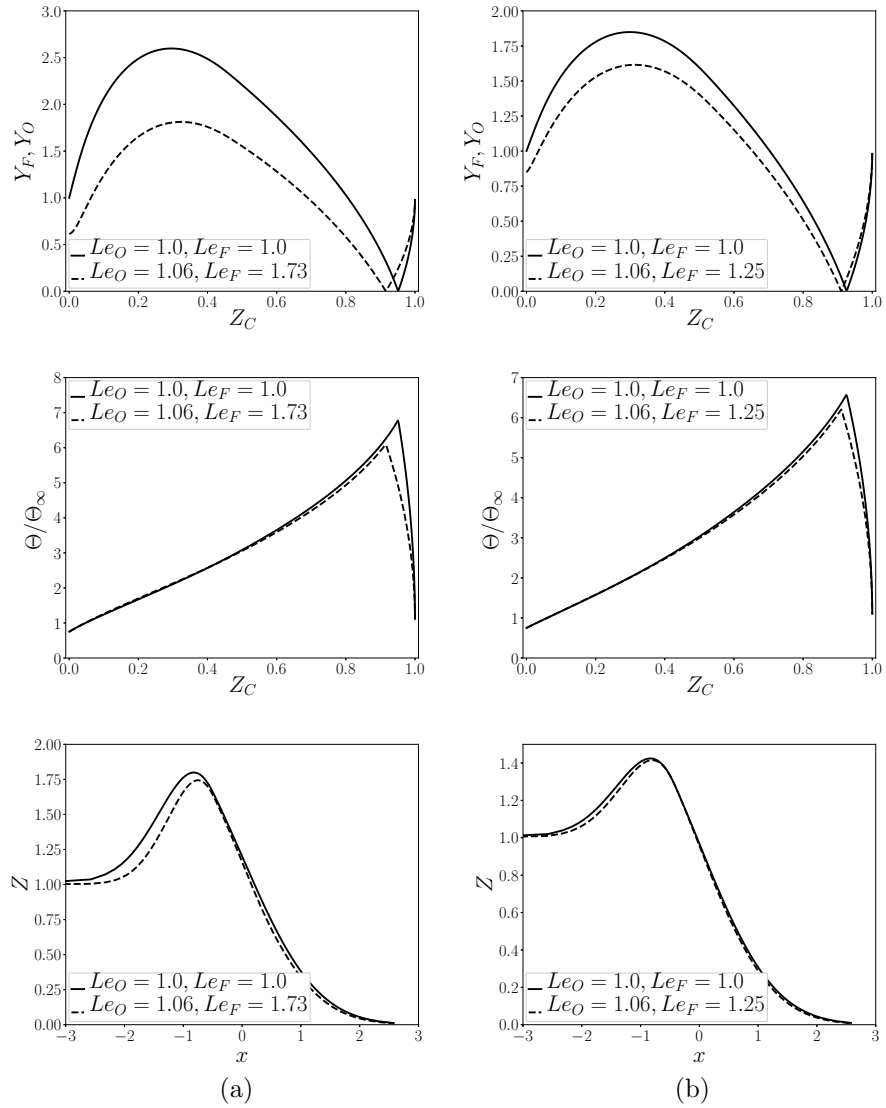 3.0
2.5
2.0
1.5
1.0
0.5
0.0
Y_F, Y_O
Le_O = 1.0, Le_F = 1.0
Le_O = 1.06, Le_F = 1.73
0.0 0.2 0.4 0.6 0.8 1.0
Z_C
2.00
1.75
1.50
1.25
1.00
0.75
0.50
0.25
0.00
Y_F, Y_O
Le_O = 1.0, Le_F = 1.0
Le_O = 1.06, Le_F = 1.25
0.0 0.2 0.4 0.6 0.8 1.0
Z_C
8
7
6
5
4
3
2
1
0
Θ/Θ_∞
Le_O = 1.0, Le_F = 1.0
Le_O = 1.06, Le_F = 1.73
0.0 0.2 0.4 0.6 0.8 1.0
Z_C
7
6
5
4
3
2
1
0
Θ/Θ_∞
Le_O = 1.0, Le_F = 1.0
Le_O = 1.06, Le_F = 1.25
0.0 0.2 0.4 0.6 0.8 1.0
Z_C
2.00
1.75
1.50
1.25
1.00
0.75
0.50
0.25
0.00
Z
Le_O = 1.0, Le_F = 1.0
Le_O = 1.06, Le_F = 1.73
−3 −2 −1 0 1 2 3
x
(a)
1.4
1.2
1.0
0.8
0.6
0.4
0.2
0.0
Z
Le_O = 1.0, Le_F = 1.0
Le_O = 1.06, Le_F = 1.25
−3 −2 −1 0 1 2 3
x
(b)